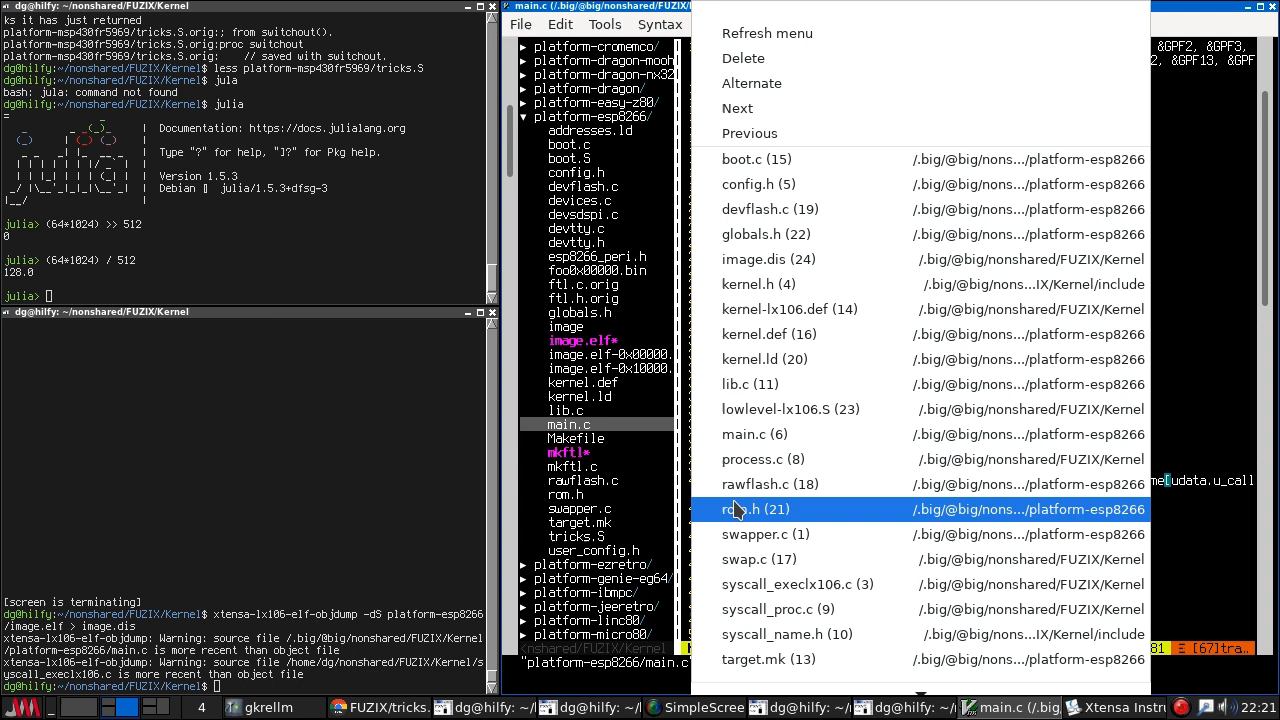 dg@hilfy: ~/nonshared/FUZIX/Kernel
ks it has just returned
platform-msp430fr5969/tricks.S.orig:; from switchout().
platform-msp430fr5969/tricks.S.orig:proc switchout
platform-msp430fr5969/tricks.S.orig:    // saved with switchout.
dg@hilfy:~/nonshared/FUZIX/Kernel$ less platform-msp430fr5969/tricks.S
dg@hilfy:~/nonshared/FUZIX/Kernel$ jula
bash: jula: command not found
dg@hilfy:~/nonshared/FUZIX/Kernel$ julia
=
Documentation: https://docs.julialang.org
Type "?" for help, "]?" for Pkg help.
Version 1.5.3
Debian julia/1.5.3+dfsg-3
julia> (64*1024) >> 512
0
julia> (64*1024) / 512
128.0
julia>
dg@hilfy: ~/nonshared/FUZIX/Kernel
[screen is terminating]
dg@hilfy:~/nonshared/FUZIX/Kernel$ xtensa-lx106-elf-objdump -dS platform-esp8266
/image.elf > image.dis
xtensa-lx106-elf-objdump: Warning: source file /.big/@big/nonshared/FUZIX/Kernel
/platform-esp8266/main.c is more recent than object file
xtensa-lx106-elf-objdump: Warning: source file /home/dg/nonshared/FUZIX/Kernel/s
yscall_execlx106.c is more recent than object file
dg@hilfy:~/nonshared/FUZIX/Kernel$
main.c (/.big/@big/nonshared/FUZIX/
File Edit Tools Syntax
▶ platform-cromemco/
▶ platform-dragon-mooh
▶ platform-dragon-nx32
▶ platform-dragon/
▶ platform-easy-z80/
▼ platform-esp8266/
addresses.ld
boot.c
boot.S
config.h
devflash.c
devices.c
devsdspi.c
devtty.c
devtty.h
esp8266_peri.h
foo0x00000.bin
ftl.c.orig
ftl.h.orig
globals.h
image
image.elf*
image.elf-0x00000.
image.elf-0x10000.
kernel.def
kernel.ld
lib.c
main.c
Makefile
mkftl*
mkftl.c
rawflash.c
rom.h
swapper.c
target.mk
tricks.S
user_config.h
▶ platform-ezretro/
▶ platform-genie-eg64/
▶ platform-ibmpc/
▶ platform-jeeretro/
▶ platform-linc80/
▶ platform-micro80/
<nonshared/FUZIX/Kernel
"platform-esp8266/main.c"
&GPF2, &GPF3,
2, &GPF13, &GPF
me[udata.u_call
81 Ξ [67]tra…
Refresh menu
Delete
Alternate
Next
Previous
boot.c (15) /.big/@big/nons.../platform-esp8266
config.h (5) /.big/@big/nons.../platform-esp8266
devflash.c (19) /.big/@big/nons.../platform-esp8266
globals.h (22) /.big/@big/nons.../platform-esp8266
image.dis (24) /.big/@big/nonshared/FUZIX/Kernel
kernel.h (4) /.big/@big/nons...IX/Kernel/include
kernel-lx106.def (14) /.big/@big/nonshared/FUZIX/Kernel
kernel.def (16) /.big/@big/nons.../platform-esp8266
kernel.ld (20) /.big/@big/nons.../platform-esp8266
lib.c (11) /.big/@big/nons.../platform-esp8266
lowlevel-lx106.S (23) /.big/@big/nonshared/FUZIX/Kernel
main.c (6) /.big/@big/nons.../platform-esp8266
process.c (8) /.big/@big/nonshared/FUZIX/Kernel
rawflash.c (18) /.big/@big/nons.../platform-esp8266
rom.h (21) /.big/@big/nons.../platform-esp8266
swapper.c (1) /.big/@big/nons.../platform-esp8266
swap.c (17) /.big/@big/nonshared/FUZIX/Kernel
syscall_execlx106.c (3) /.big/@big/nonshared/FUZIX/Kernel
syscall_proc.c (9) /.big/@big/nonshared/FUZIX/Kernel
syscall_name.h (10) /.big/@big/nons...IX/Kernel/include
target.mk (13) /.big/@big/nons.../platform-esp8266
4 gkrellm FUZIX/tricks. dg@hilfy: ~/ dg@hilfy: ~/ SimpleScree dg@hilfy: ~/ dg@hilfy: ~/ main.c (/.big Xtensa Instr 22:21